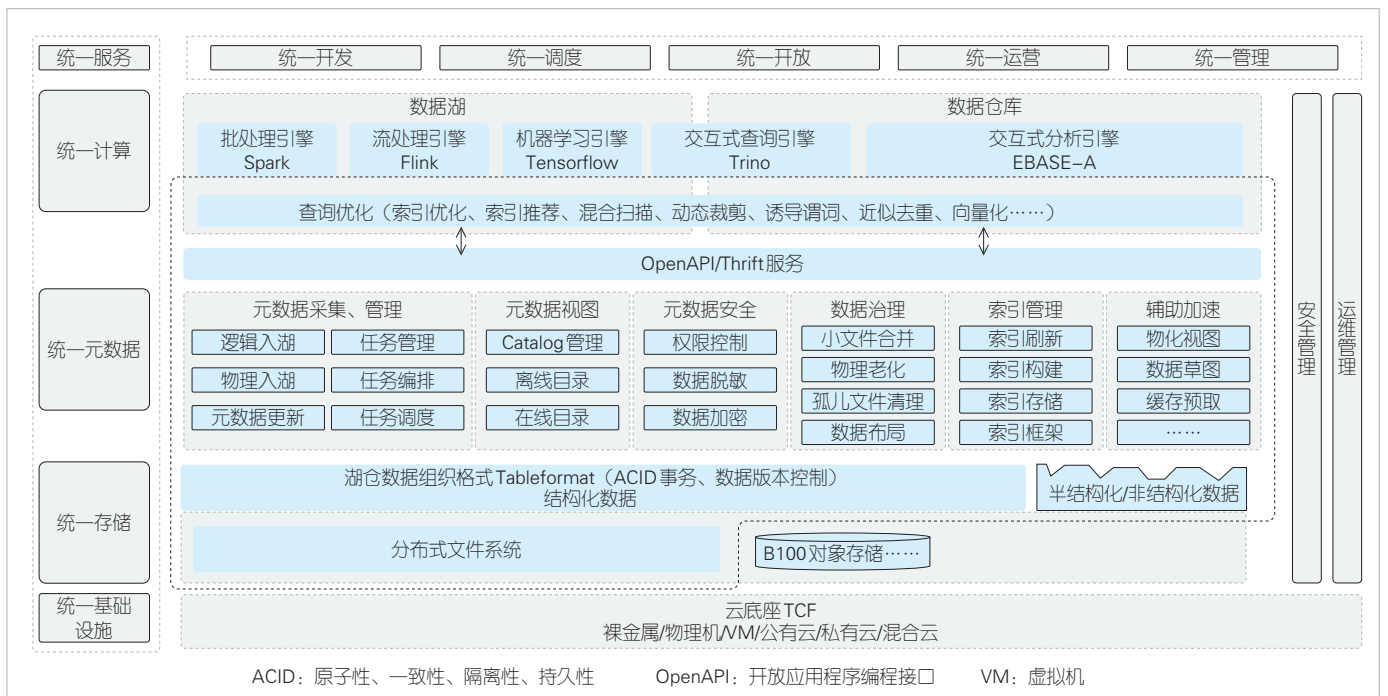 统一服务
统一开发
统一调度
统一开放
统一运营
统一管理
统一计算
数据湖
数据仓库
批处理引擎
Spark
流处理引擎
Flink
机器学习引擎
Tensorflow
交互式查询引擎
Trino
交互式分析引擎
EBASE–A
查询优化（索引优化、索引推荐、混合扫描、动态裁剪、诱导谓词、近似去重、向量化……）
OpenAPI/Thrift服务
统一元数据
元数据采集、管理
逻辑入湖
任务管理
物理入湖
任务编排
元数据更新
任务调度
元数据视图
Catalog管理
离线目录
在线目录
元数据安全
权限控制
数据脱敏
数据加密
数据治理
小文件合并
物理老化
孤儿文件清理
数据布局
索引管理
索引刷新
索引构建
索引存储
索引框架
辅助加速
物化视图
数据草图
缓存预取
……
安全管理
运维管理
统一存储
湖仓数据组织格式Tableformat（ACID事务、数据版本控制）
结构化数据
半结构化/非结构化数据
分布式文件系统
B100对象存储……
统一基础
设施
云底座TCF
裸金属/物理机/VM/公有云/私有云/混合云
ACID：原子性、一致性、隔离性、持久性
OpenAPI：开放应用程序编程接口
VM：虚拟机